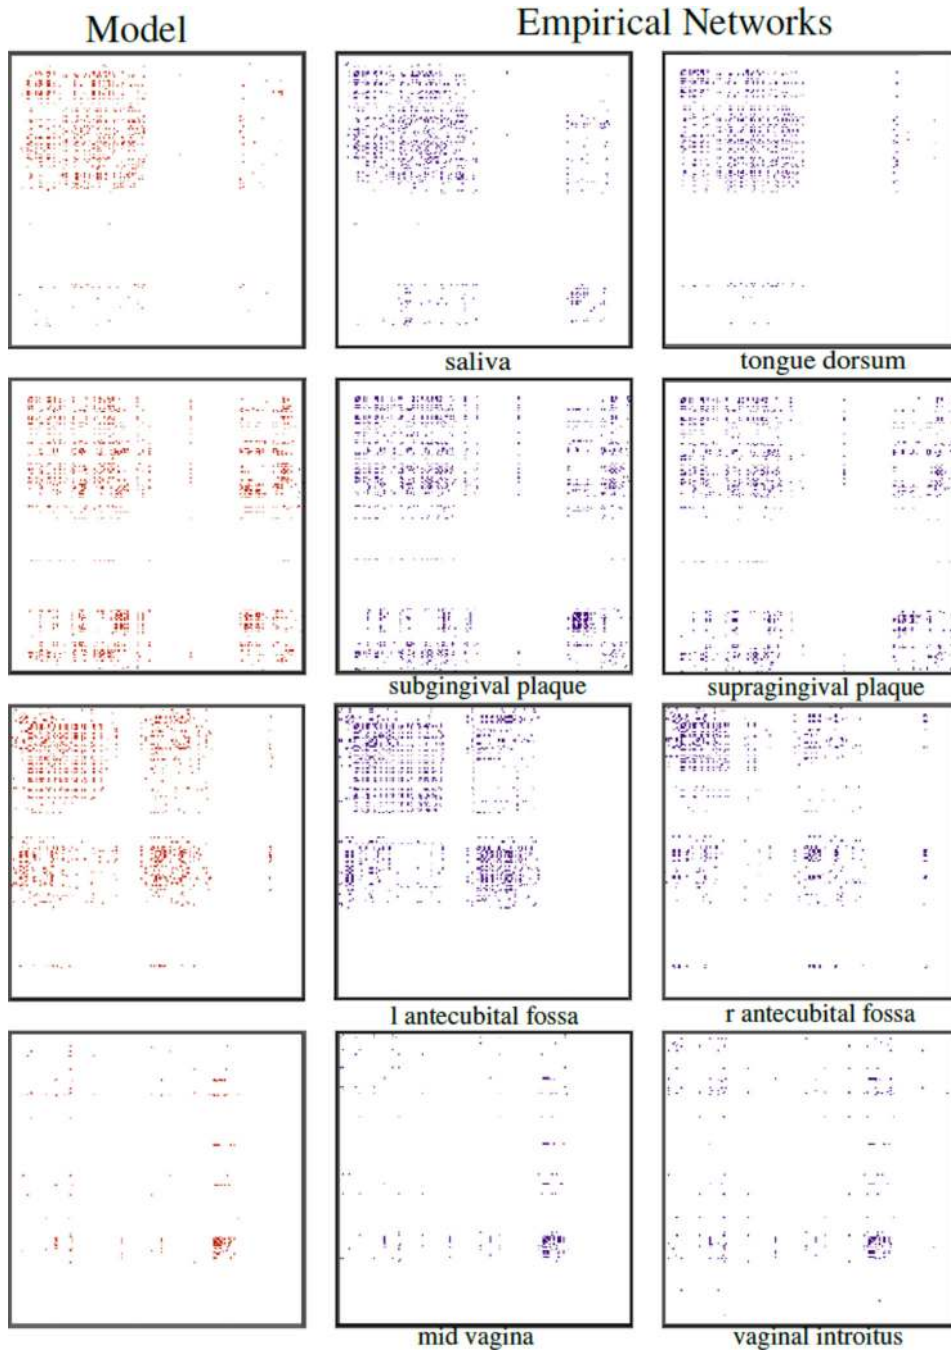 Model
Empirical Networks
saliva
tongue dorsum
subgingival plaque
supragingival plaque
l antecubital fossa
r antecubital fossa
mid vagina
vaginal introitus